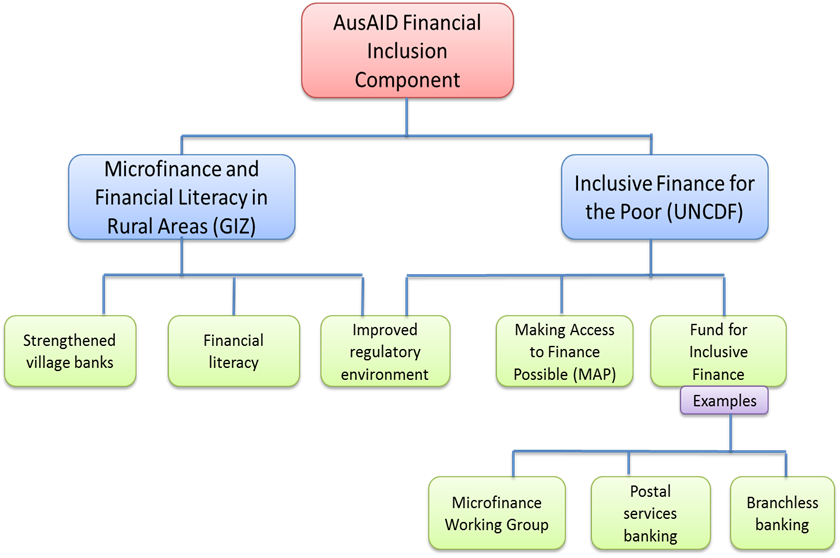 AusAID Financial
Inclusion
Component
Microfinance and
Financial Literacy in
Rural Areas (GIZ)
Inclusive Finance for
the Poor (UNCDF)
Strengthened
village banks
Financial
literacy
Improved
regulatory
environment
Making Access
to Finance
Possible (MAP)
Fund for
Inclusive
Finance
Examples
Microfinance
Working Group
Postal
services
banking
Branchless
banking